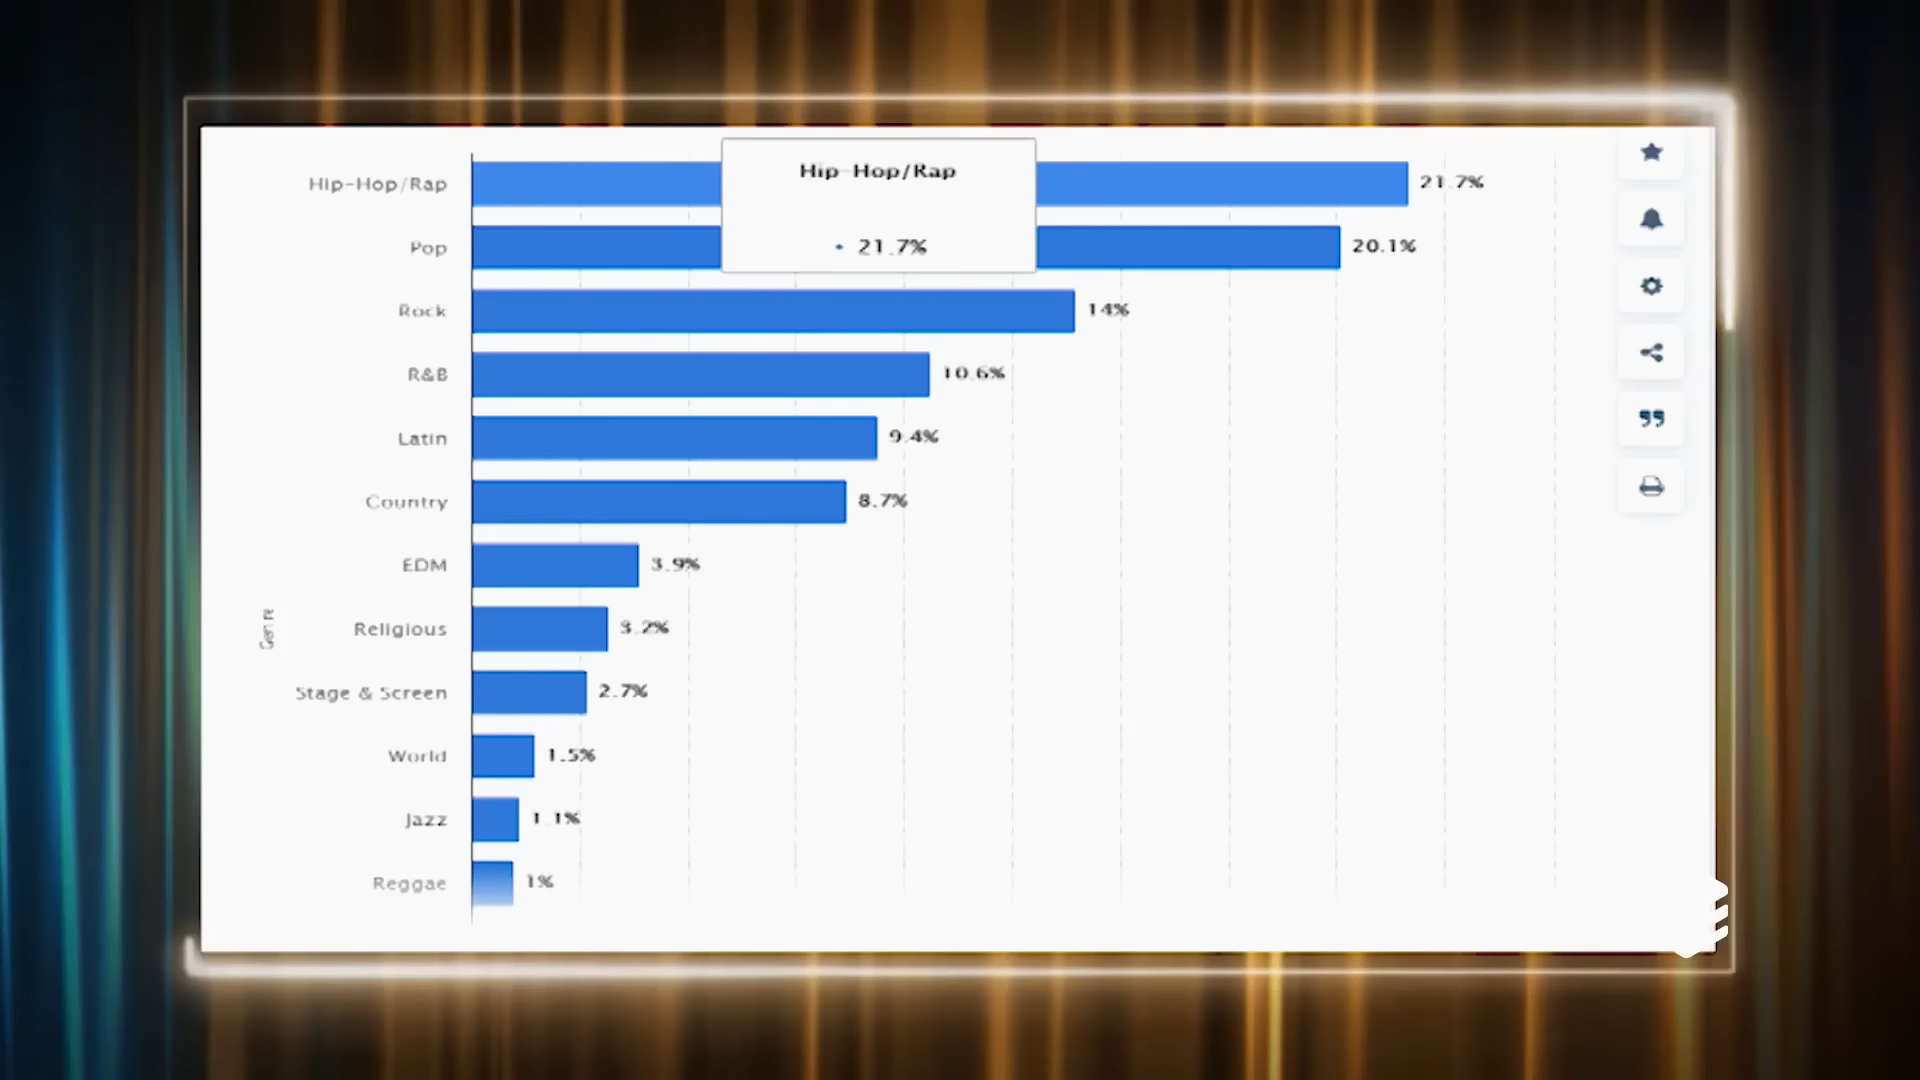 Hip-Hop/Rap
21.7%
Hip-Hop/Rap
21.7%
Pop
20.1%
Rock
14%
R&B
10.6%
Latin
9.4%
Country
8.7%
EDM
3.9%
Religious
3.2%
Stage & Screen
2.7%
World
1.5%
Jazz
1.1%
Reggae
1%
Genre